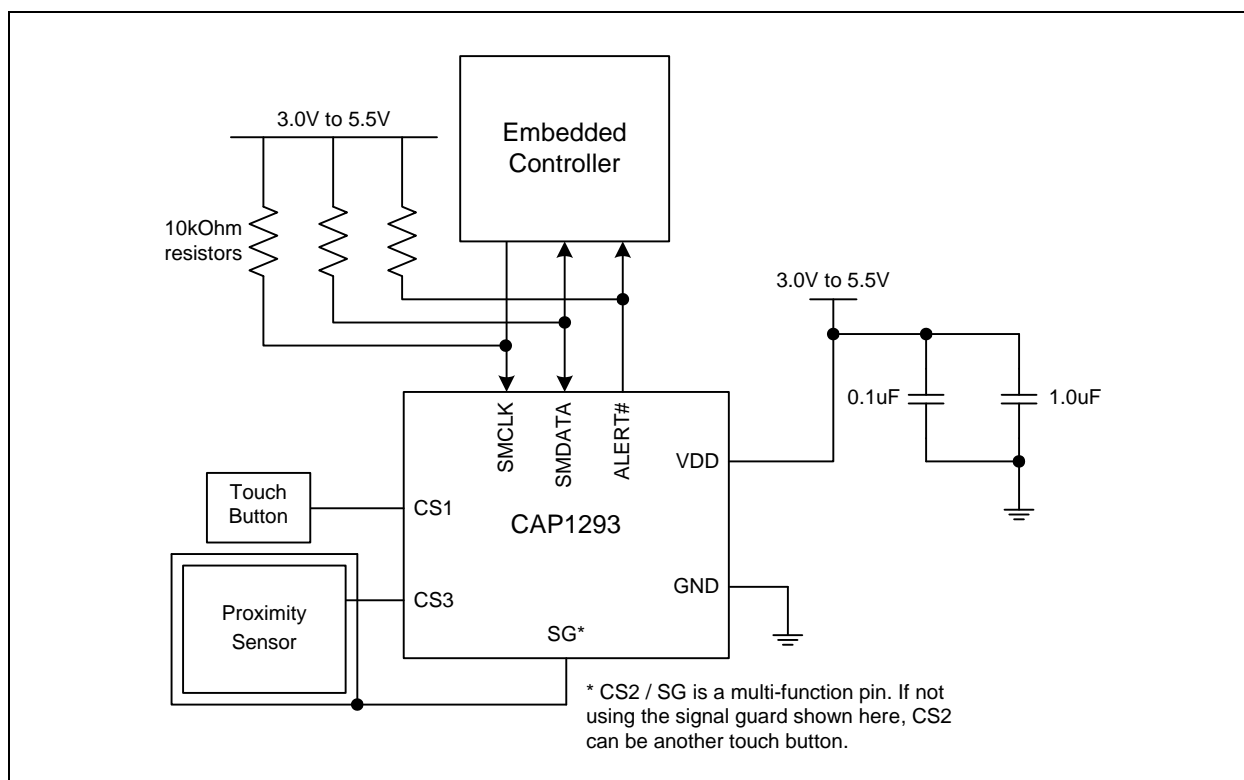 3.0V to 5.5V
Embedded
Controller
10kOhm
resistors
3.0V to 5.5V
0.1uF
1.0uF
SMCLK
SMDATA
ALERT#
VDD
Touch
Button
CS1
CAP1293
Proximity
Sensor
CS3
GND
SG*
* CS2 / SG is a multi-function pin. If not
using the signal guard shown here, CS2
can be another touch button.